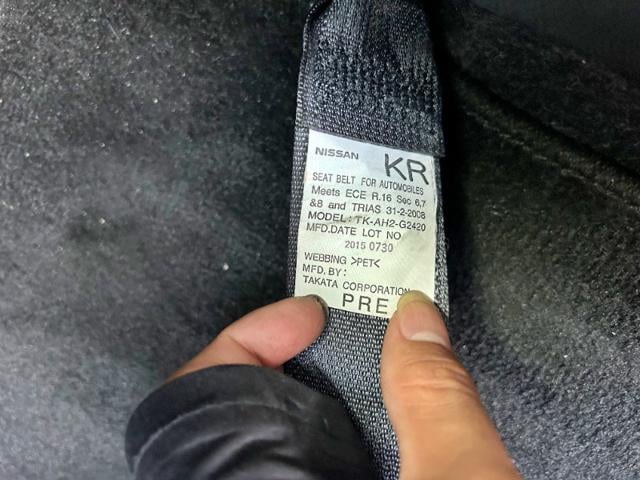 NISSAN KR
SEAT BELT FOR AUTOMOBILES
Meets ECE R.16 Sec 6,7
&8 and TRIAS 31-2-2008
MODEL: TK-AH2-G2420
MFD.DATE LOT NO
2015 0730
WEBBING >PET<
MFD. BY:
TAKATA CORPORATION
PRE